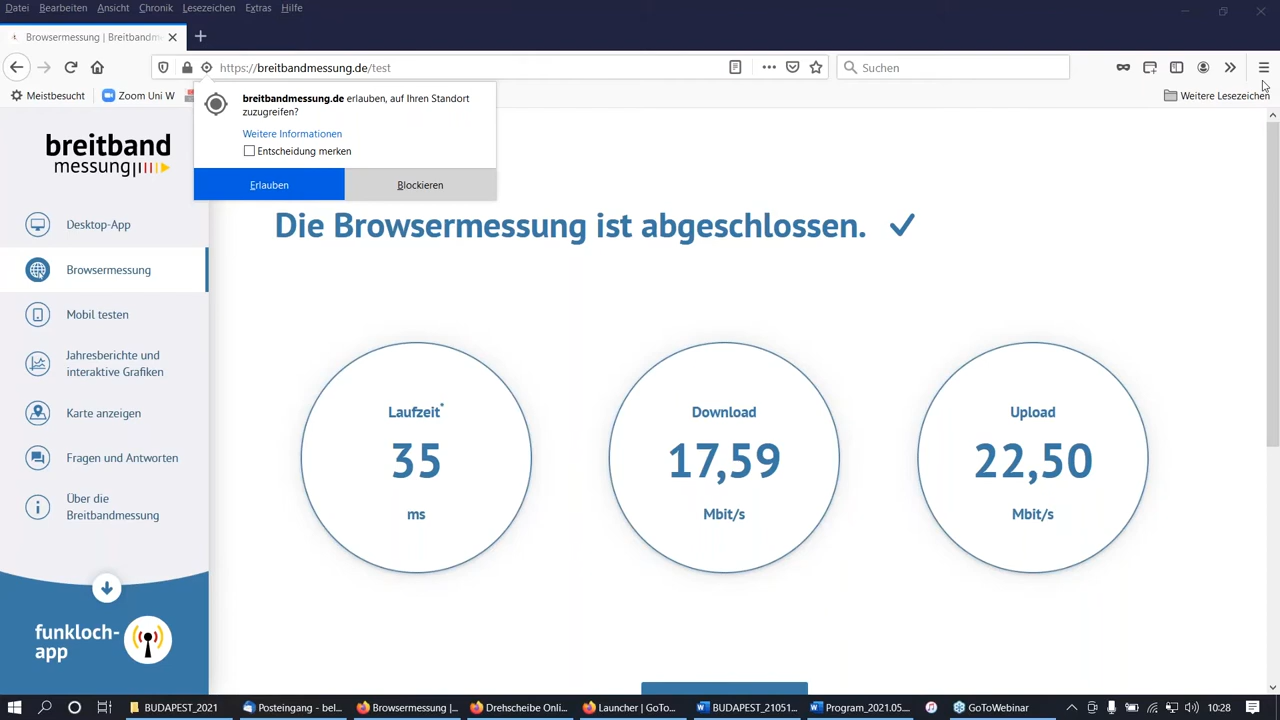 Datei Bearbeiten Ansicht Chronik Lesezeichen Extras Hilfe
Browsermessung | Breitbandm
https://breitbandmessung.de/test
Suchen
Meistbesucht
Zoom Uni W
Weitere Lesezeichen
breitbandmessung.de erlauben, auf Ihren Standort
zuzugreifen?
Weitere Informationen
Entscheidung merken
Erlauben
Blockieren
breitband
messung
Desktop-App
Browsermessung
Mobil testen
Jahresberichte und
interaktive Grafiken
Karte anzeigen
Fragen und Antworten
Über die
Breitbandmessung
funkloch-
app
Die Browsermessung ist abgeschlossen.
Laufzeit*
35
ms
Download
17,59
Mbit/s
Upload
22,50
Mbit/s
BUDAPEST_2021
Posteingang - bel...
Browsermessung |...
Drehscheibe Onlin...
Launcher | GoTo...
BUDAPEST_21051...
Program_2021.05....
GoToWebinar
10:28